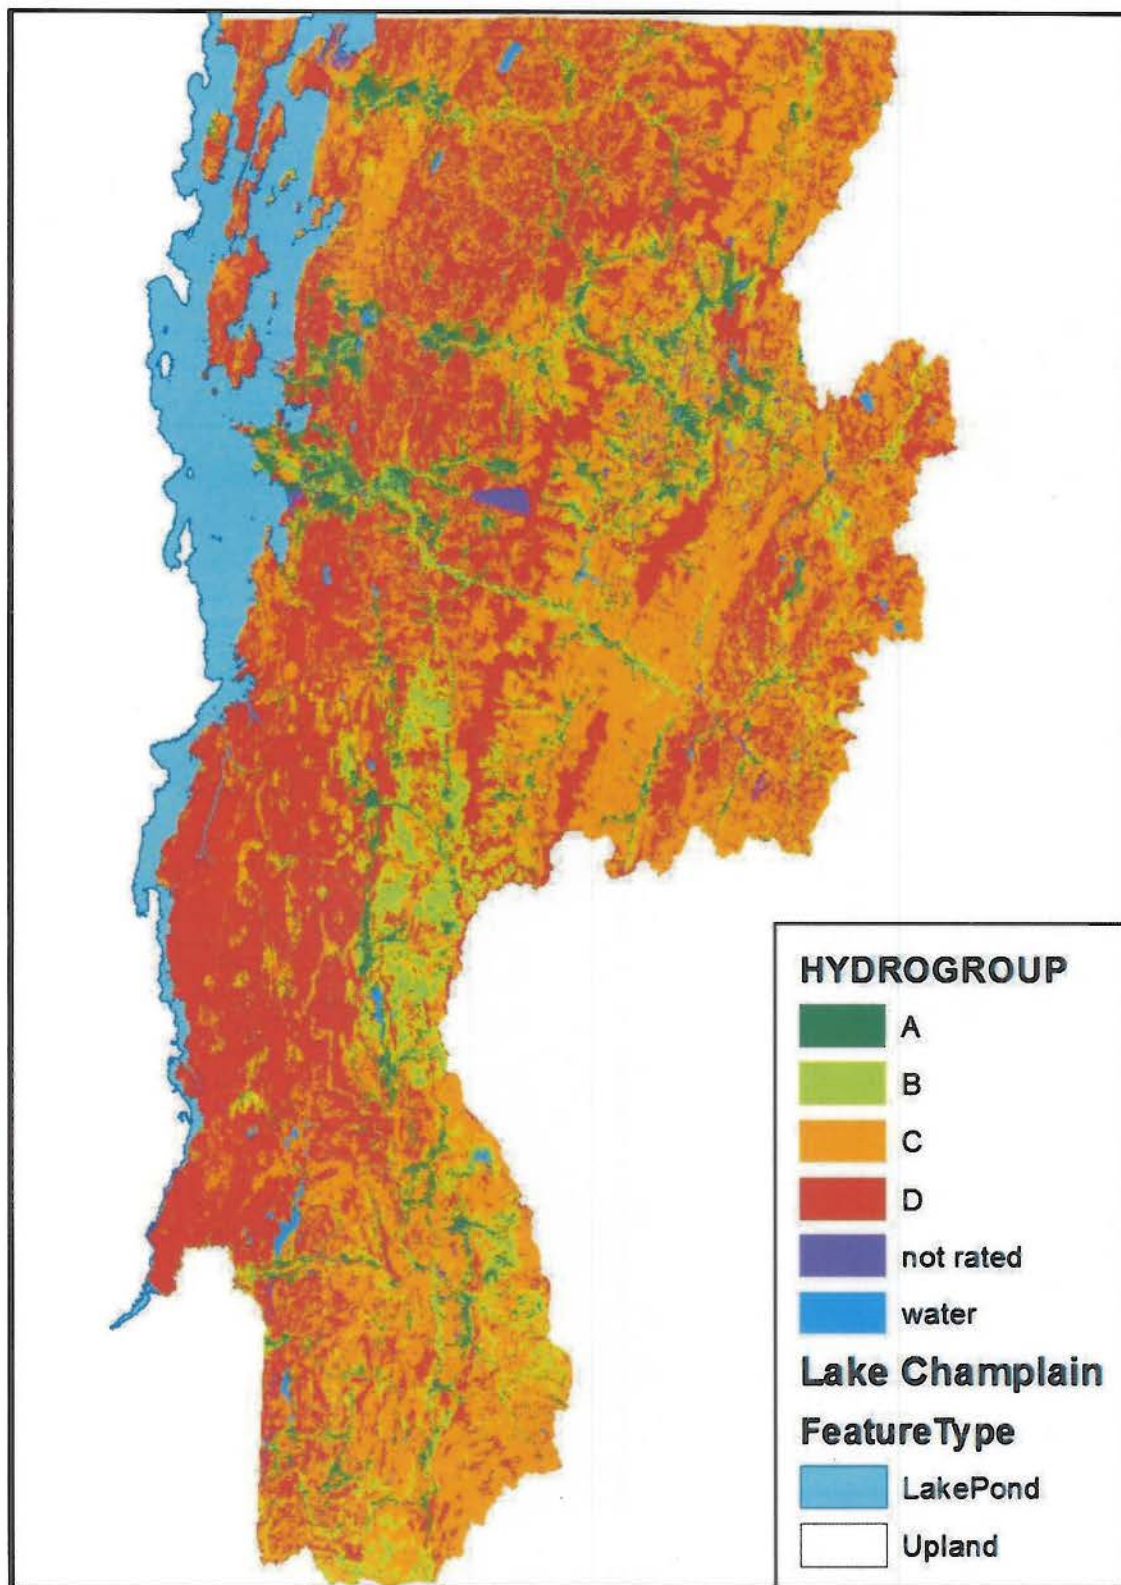 HYDROGROUP
A
B
C
D
not rated
water
Lake Champlain
FeatureType
LakePond
Upland